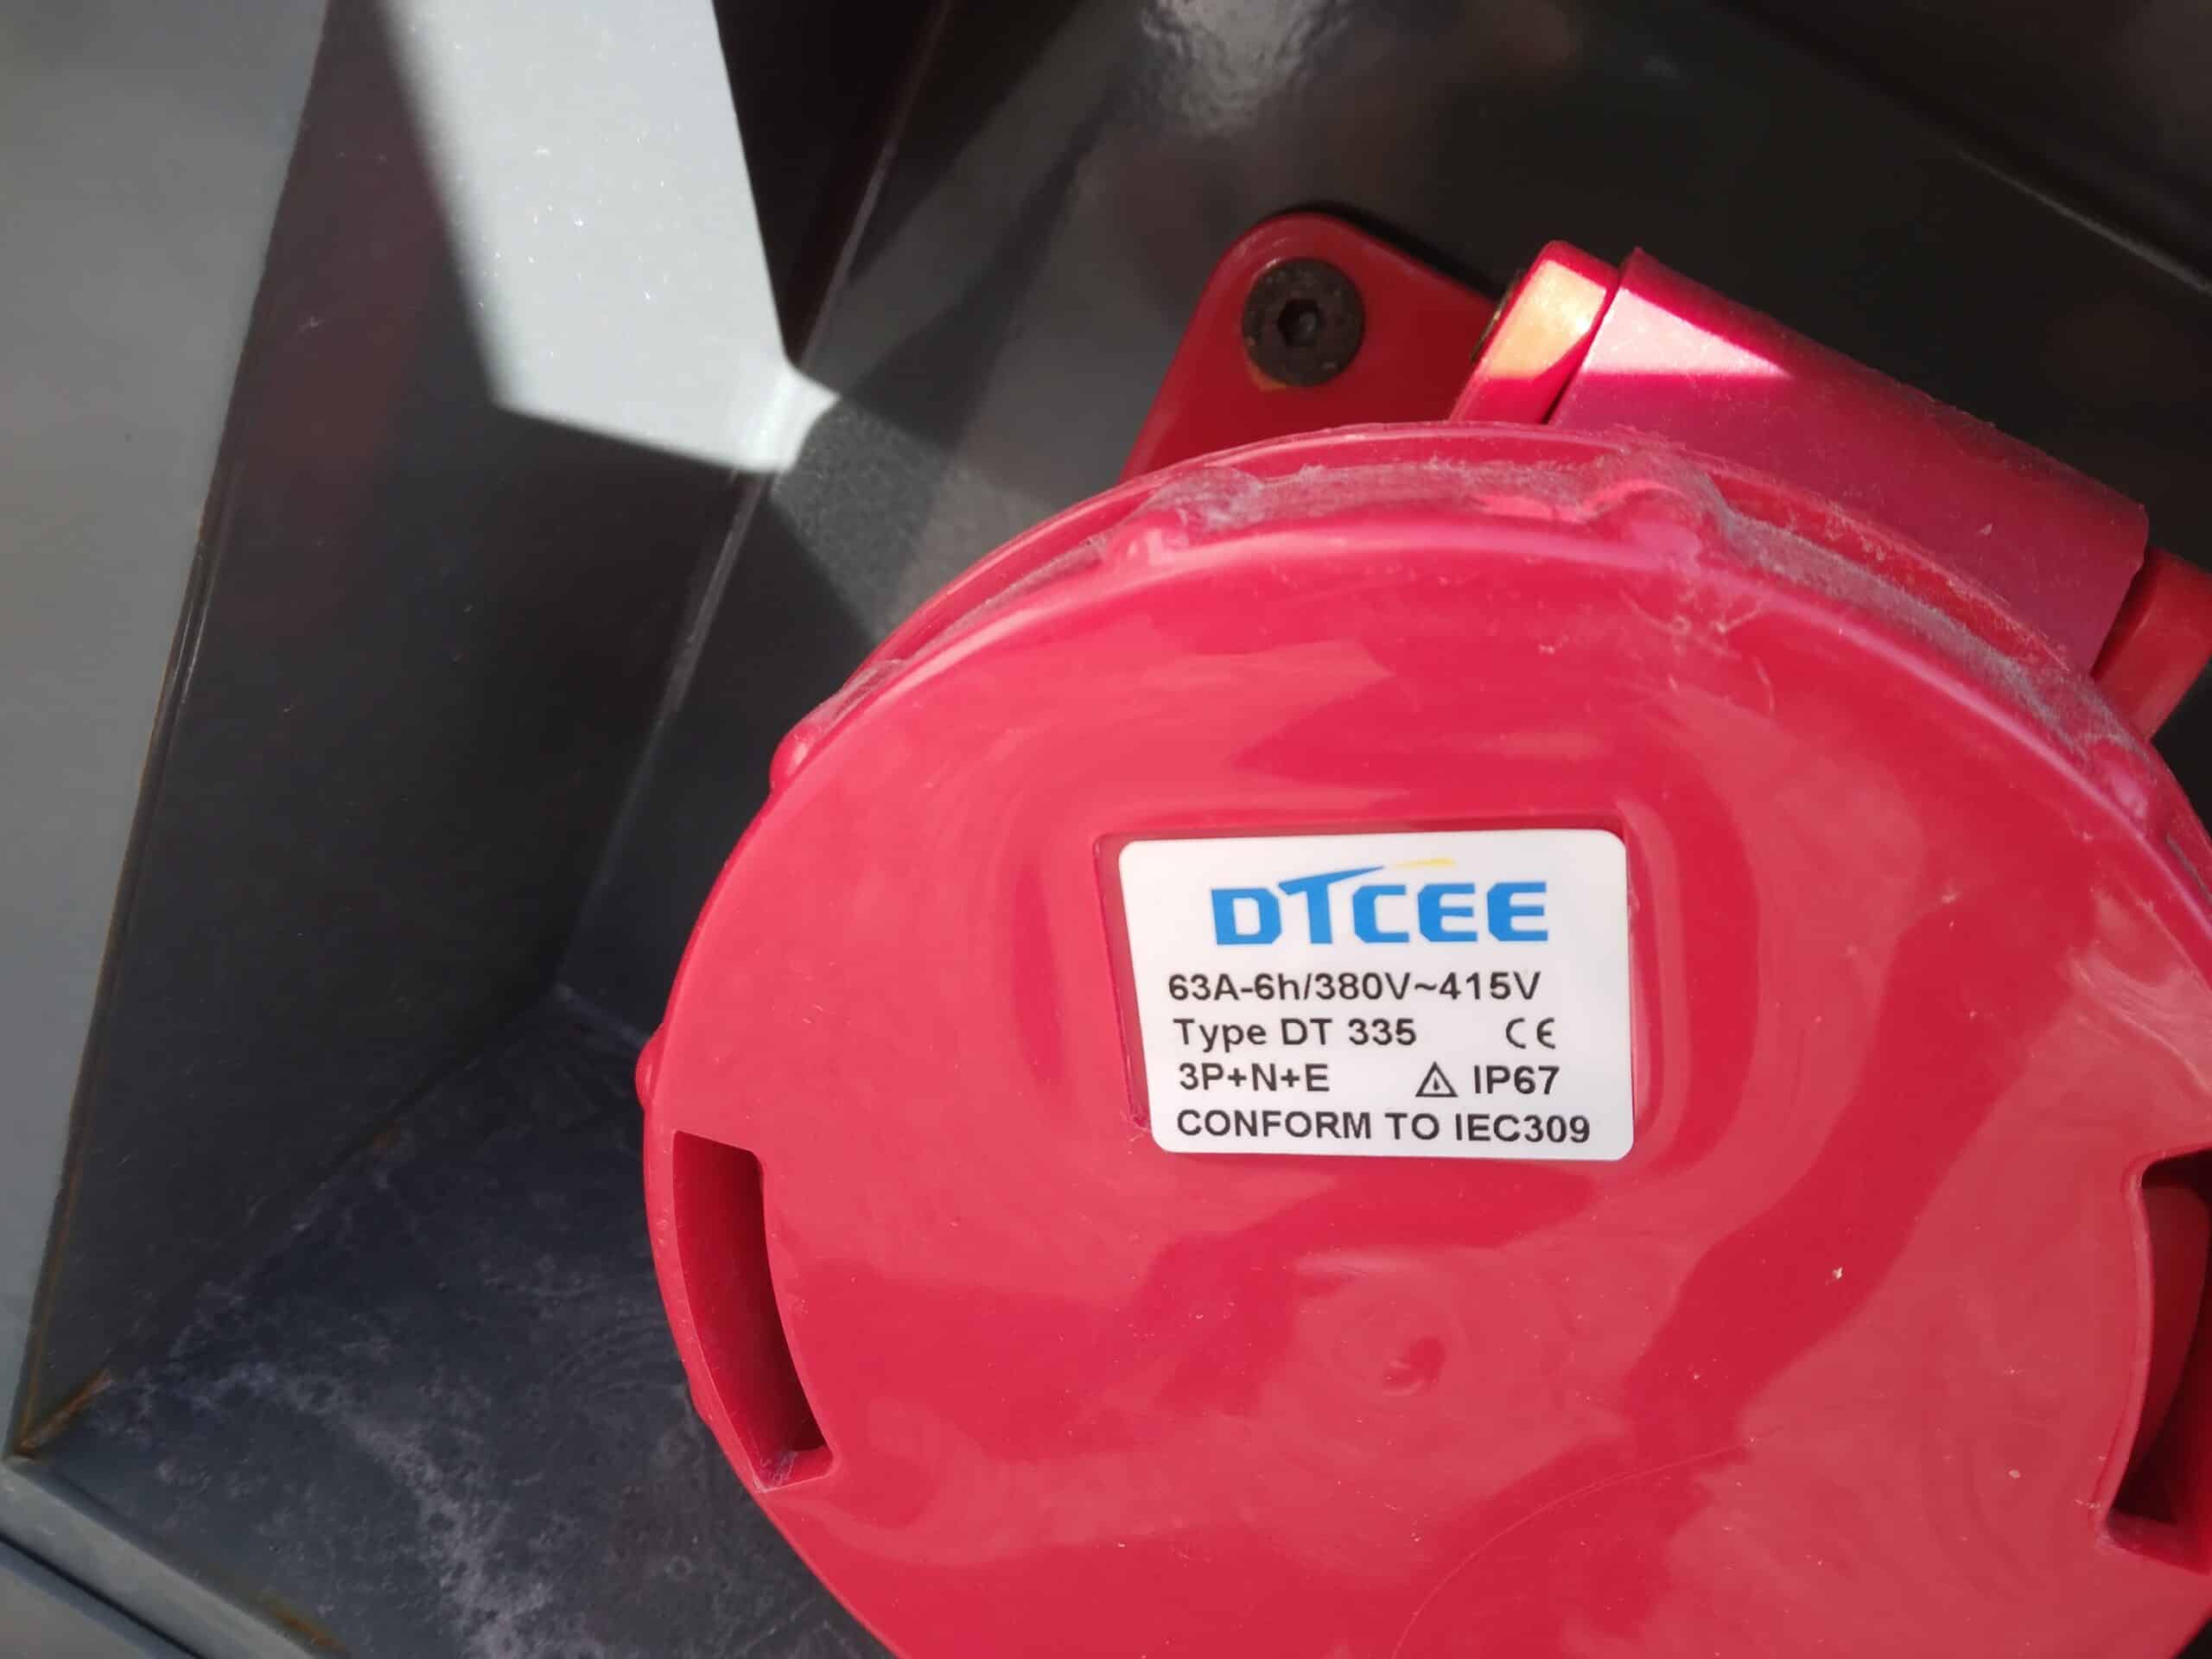 DTCEE
63A-6h/380V~415V
Type DT 335 CE
3P+N+E IP67
CONFORM TO IEC309